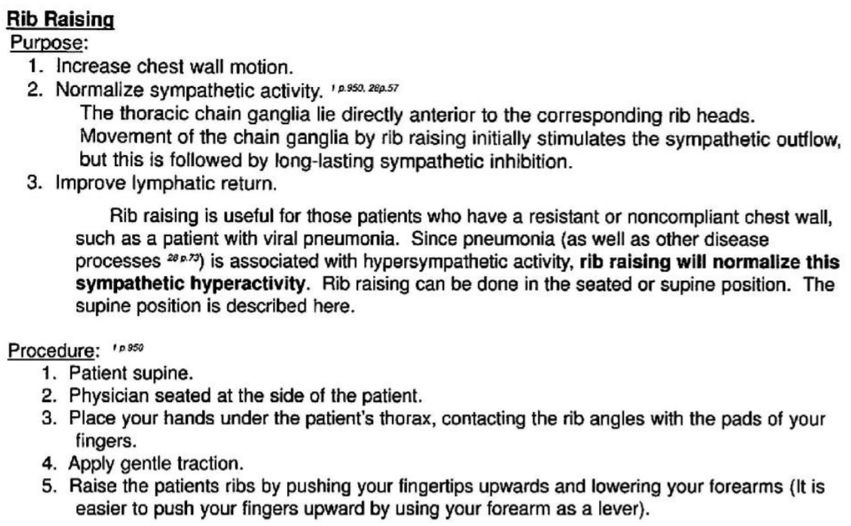 Rib Raising
Purpose:
1. Increase chest wall motion.
2. Normalize sympathetic activity. 1 p.950, 28p.57
The thoracic chain ganglia lie directly anterior to the corresponding rib heads.
Movement of the chain ganglia by rib raising initially stimulates the sympathetic outflow,
but this is followed by long-lasting sympathetic inhibition.
3. Improve lymphatic return.
Rib raising is useful for those patients who have a resistant or noncompliant chest wall,
such as a patient with viral pneumonia. Since pneumonia (as well as other disease
processes 28 p.73) is associated with hypersympathetic activity, rib raising will normalize this
sympathetic hyperactivity. Rib raising can be done in the seated or supine position. The
supine position is described here.
Procedure: 1 p 950
1. Patient supine.
2. Physician seated at the side of the patient.
3. Place your hands under the patient's thorax, contacting the rib angles with the pads of your
fingers.
4. Apply gentle traction.
5. Raise the patients ribs by pushing your fingertips upwards and lowering your forearms (It is
easier to push your fingers upward by using your forearm as a lever).